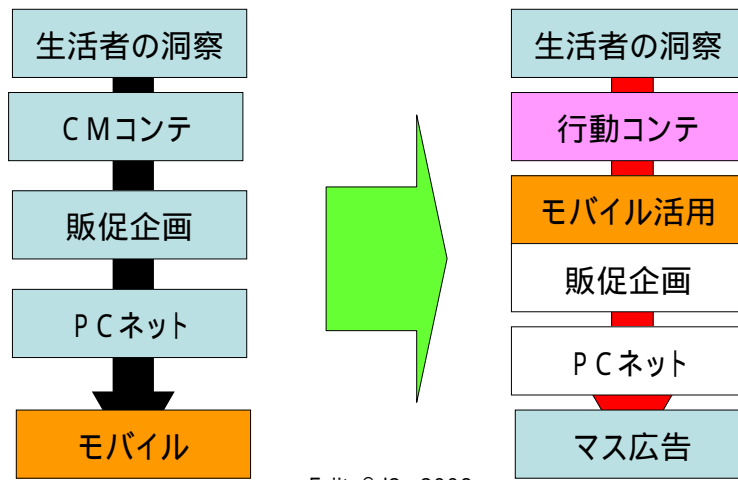 生活者の洞察
CMコンテ
販促企画
PCネット
モバイル
生活者の洞察
行動コンテ
モバイル活用
販促企画
PCネット
マス広告